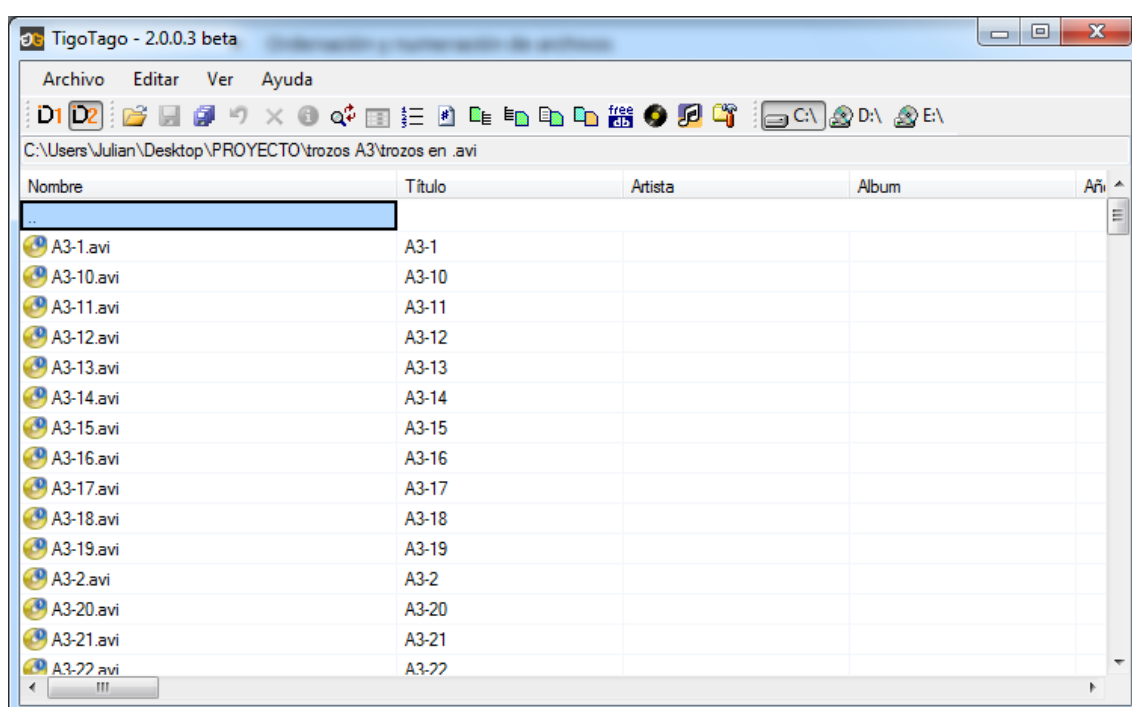 TigoTago - 2.0.0.3 beta
Archivo Editar Ver Ayuda
D1 D2 free db C:\ D:\ E:\
C:\Users\Julian\Desktop\PROYECTO\trozos A3\trozos en .avi
Nombre Título Artista Album Añ
..
A3-1.avi A3-1
A3-10.avi A3-10
A3-11.avi A3-11
A3-12.avi A3-12
A3-13.avi A3-13
A3-14.avi A3-14
A3-15.avi A3-15
A3-16.avi A3-16
A3-17.avi A3-17
A3-18.avi A3-18
A3-19.avi A3-19
A3-2.avi A3-2
A3-20.avi A3-20
A3-21.avi A3-21
A3-22.avi A3-22